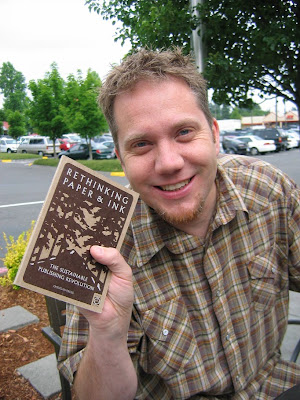 RETHINKING
PAPER & INK
THE SUSTAINABLE
PUBLISHING REVOLUTION